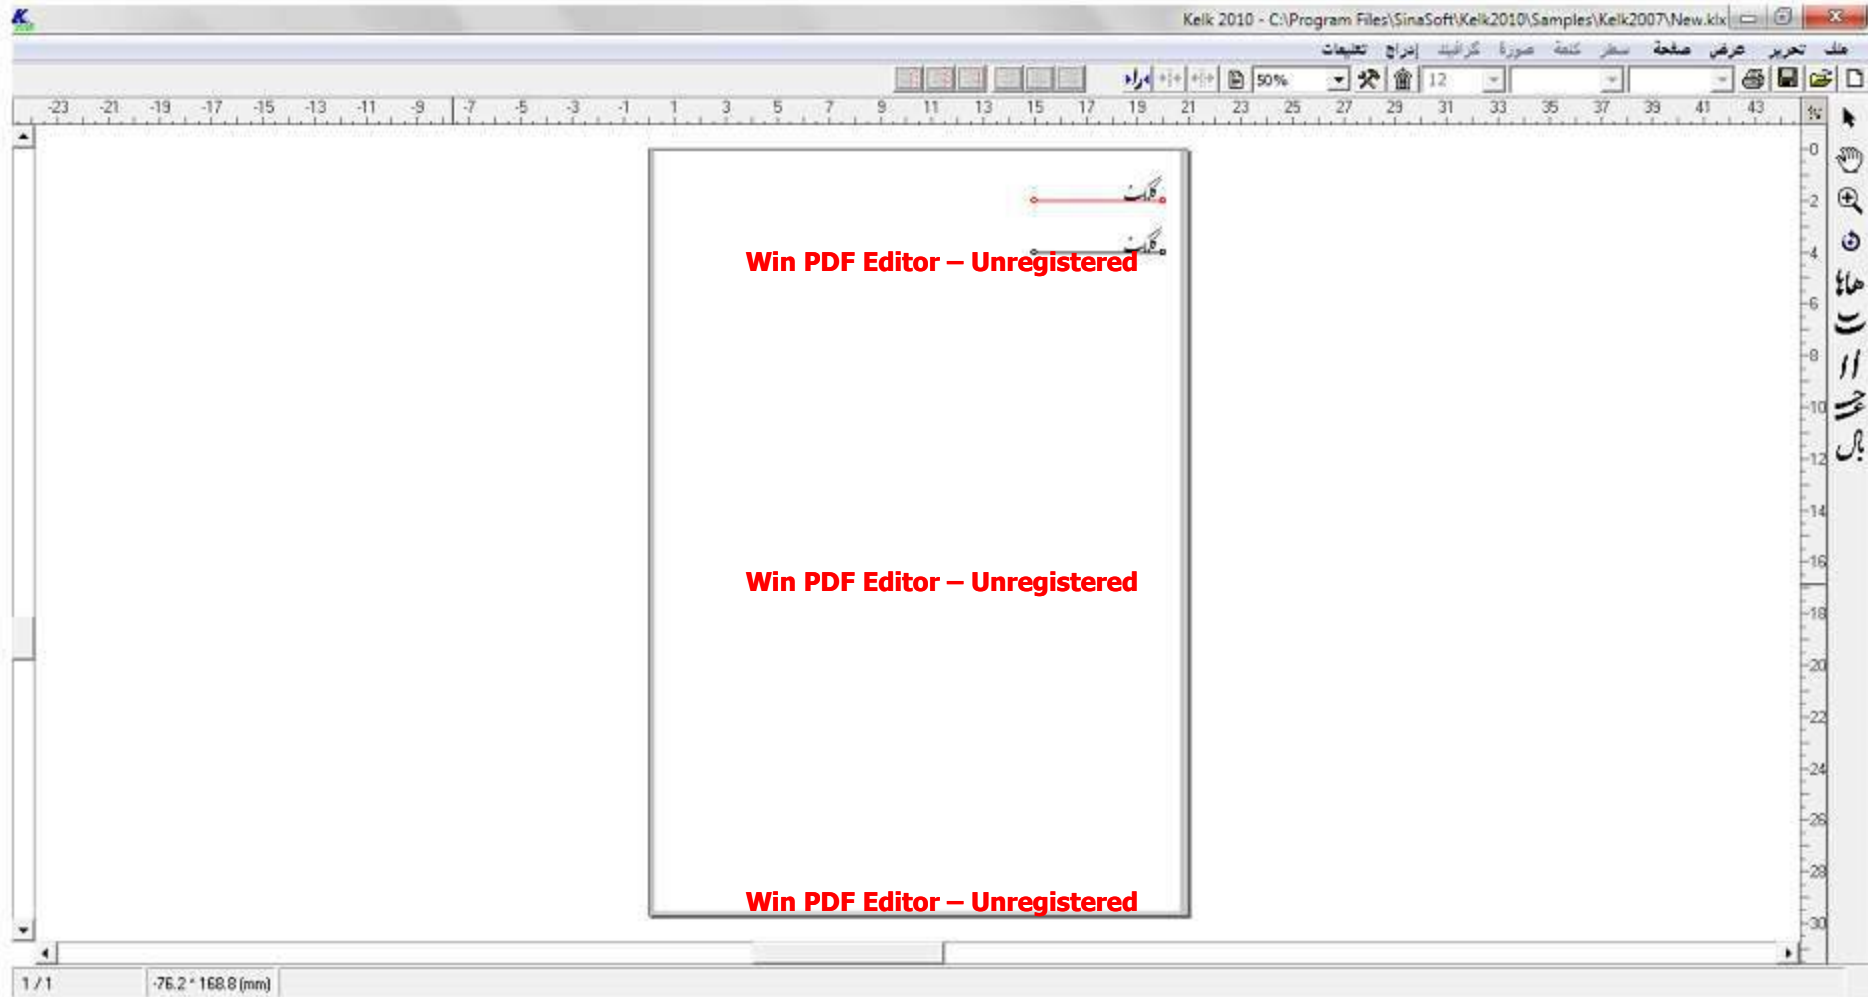 Kelk 2010 - C:\Program Files\SinaSoft\Kelk2010\Samples\Kelk2007\New.klx
ملف تحرير عرض صفحة سطر كلمة صورة گرافیک إدراج تعليمات
50% 12
-23 -21 -19 -17 -15 -13 -11 -9 -7 -5 -3 -1 1 3 5 7 9 11 13 15 17 19 21 23 25 27 29 31 33 35 37 39 41 43
0
2
4
6
8
10
12
14
16
18
20
22
24
26
28
30
Win PDF Editor – Unregistered
Win PDF Editor – Unregistered
Win PDF Editor – Unregistered
1 / 1 -76.2 * 168.8 (mm)